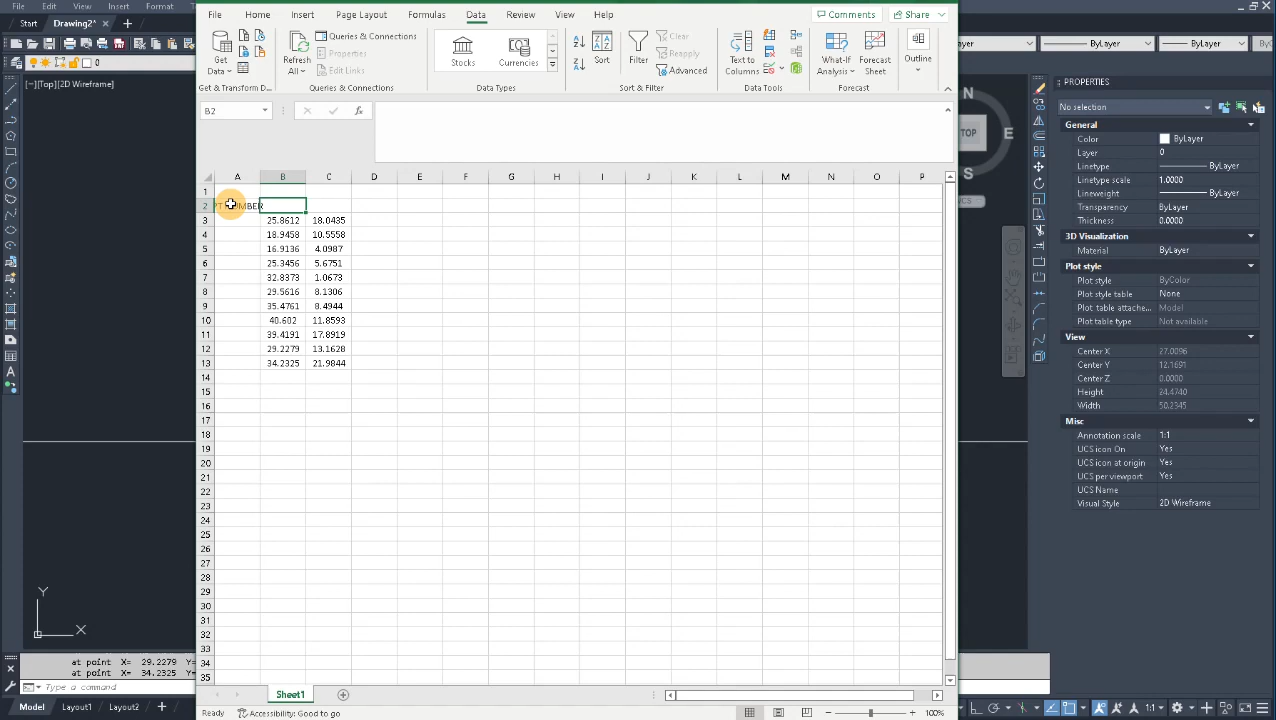 File Edit View Insert Format
Start Drawing2*
0
[−][Top][2D Wireframe]
File Home Insert Page Layout Formulas Data Review View Help Comments Share
Get Data Refresh All Queries & Connections Properties Edit Links Stocks Currencies Sort Filter Clear Reapply Advanced Text to Columns What-If Analysis Forecast Sheet Outline
Get & Transform D... Queries & Connections Data Types Sort & Filter Data Tools Forecast
B2 fx
A B D E F G H I J K L M N O P
1
2
3 25.8612 18.0435
4 18.9458 10.5558
5 16.9136 4.0987
6 25.3456 5.6751
7 32.8373 1.0673
8 29.5616 8.1306
9 35.4761 8.4944
10 40.602 11.8593
11 39.4191 17.8919
12 29.2279 13.1628
13 34.2325 21.9844
14
15
16
17
18
19
20
21
22
23
24
25
26
27
28
29
30
31
32
33
34
35
Sheet1
Ready Accessibility: Good to go 100%
ByLayer ByLayer
N
TOP E
S
PROPERTIES
No selection
General
Color ByLayer
Layer 0
Linetype ByLayer
Linetype scale 1.0000
Lineweight ByLayer
Transparency ByLayer
Thickness 0.0000
3D Visualization
Material ByLayer
Plot style
Plot style ByColor
Plot style table None
Plot table attache... Model
Plot table type Not available
View
Center X 27.0096
Center Y 12.1691
Center Z 0.0000
Height 24.4740
Width 50.2345
Misc
Annotation scale 1:1
UCS icon On Yes
UCS icon at origin Yes
UCS per viewport Yes
UCS Name
Visual Style 2D Wireframe
Y
X
at point X= 29.2279 Y=
at point X= 34.2325 Y=
Type a command
Model Layout1 Layout2 + 1:1